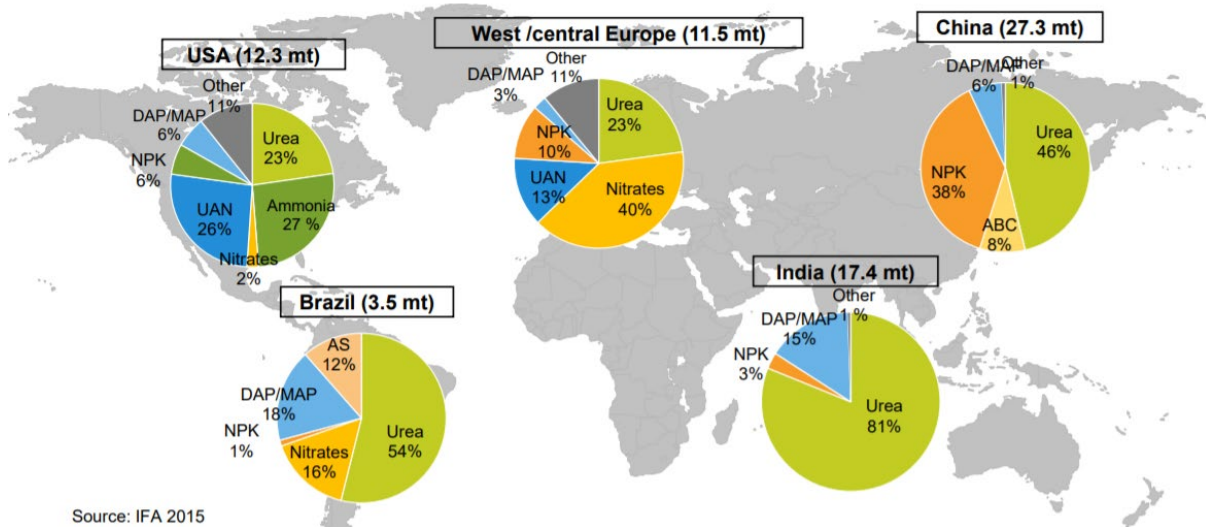 USA (12.3 mt)
Other
11%
DAP/MAP
6%
NPK
6%
UAN
26%
Nitrates
2%
Ammonia
27 %
Urea
23%
West /central Europe (11.5 mt)
Other
11%
DAP/MAP
3%
NPK
10%
UAN
13%
Nitrates
40%
Urea
23%
China (27.3 mt)
Other
1%
DAP/MAP
6%
NPK
38%
ABC
8%
Urea
46%
Brazil (3.5 mt)
AS
12%
DAP/MAP
18%
NPK
1%
Nitrates
16%
Urea
54%
India (17.4 mt)
Other
1 %
DAP/MAP
15%
NPK
3%
Urea
81%
Source: IFA 2015